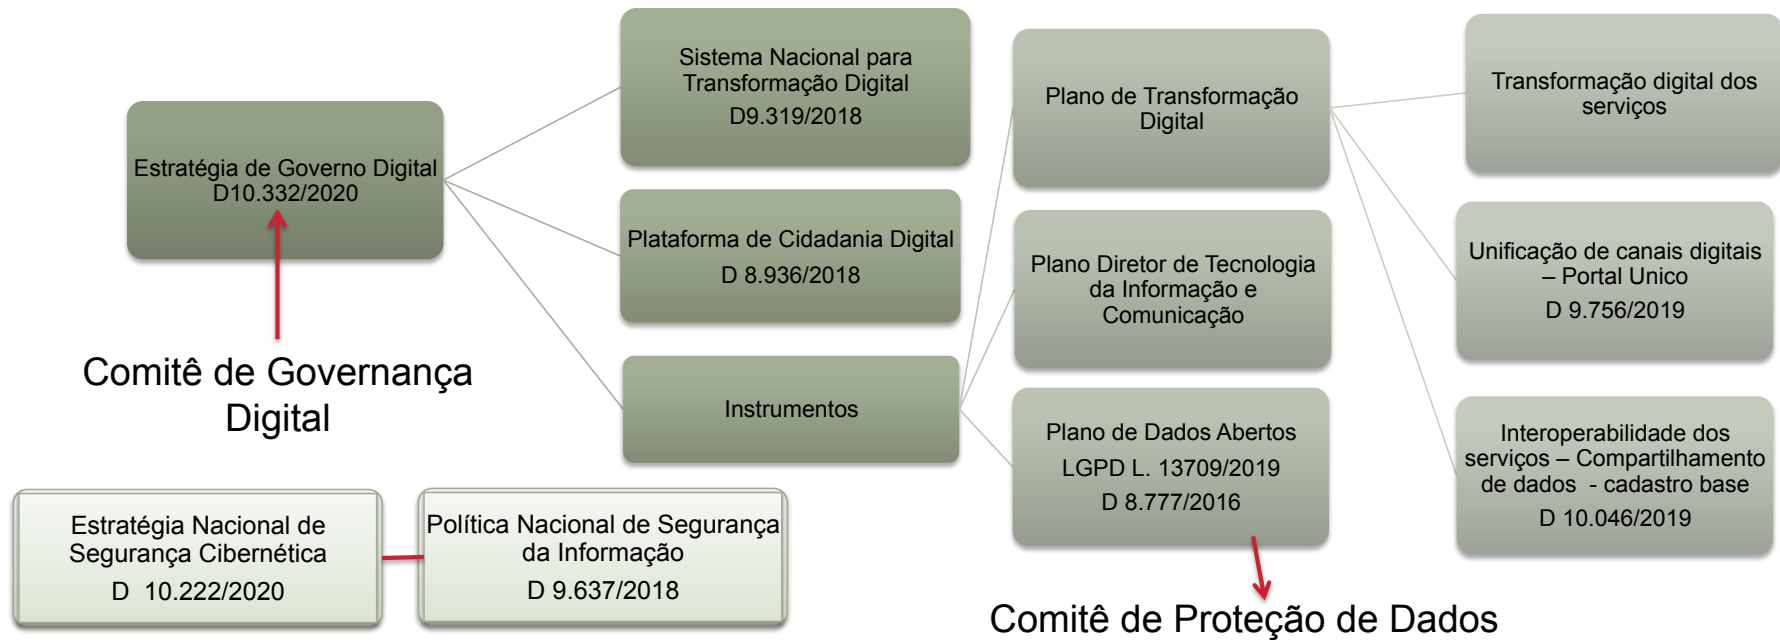 Estratégia de Governo Digital
D10.332/2020
Comitê de Governança
Digital
Sistema Nacional para
Transformação Digital
D9.319/2018
Plataforma de Cidadania Digital
D 8.936/2018
Instrumentos
Plano de Transformação
Digital
Plano Diretor de Tecnologia
da Informação e
Comunicação
Plano de Dados Abertos
LGPD L. 13709/2019
D 8.777/2016
Comitê de Proteção de Dados
Transformação digital dos
serviços
Unificação de canais digitais
– Portal Unico
D 9.756/2019
Interoperabilidade dos
serviços – Compartilhamento
de dados - cadastro base
D 10.046/2019
Estratégia Nacional de
Segurança Cibernética
D 10.222/2020
Política Nacional de Segurança
da Informação
D 9.637/2018